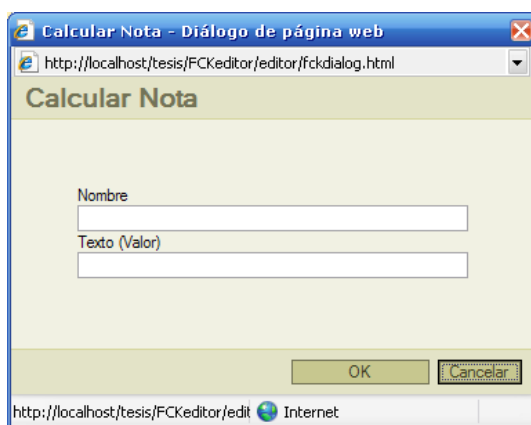 Calcular Nota - Diálogo de página web
http://localhost/tesis/FCKeditor/editor/fckdialog.html
Calcular Nota
Nombre
Texto (Valor)
OK Cancelar
http://localhost/tesis/FCKeditor/edit Internet